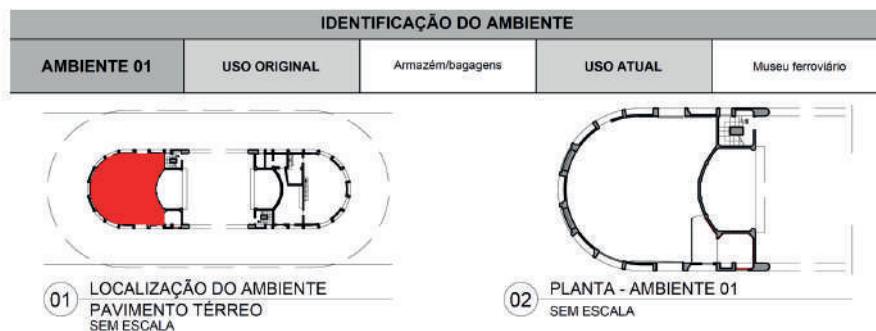 IDENTIFICAÇÃO DO AMBIENTE
AMBIENTE 01 USO ORIGINAL Armazém/bagagens USO ATUAL Museu ferroviário
01 LOCALIZAÇÃO DO AMBIENTE
PAVIMENTO TÉRREO
SEM ESCALA
02 PLANTA - AMBIENTE 01
SEM ESCALA